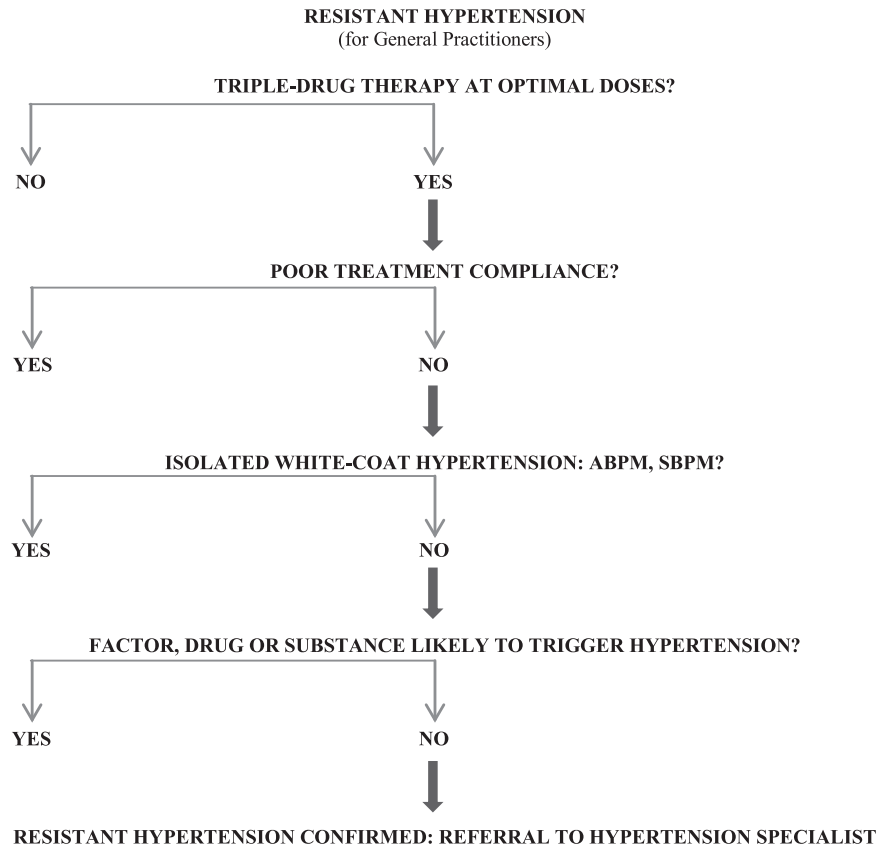 RESISTANT HYPERTENSION
(for General Practitioners)
TRIPLE-DRUG THERAPY AT OPTIMAL DOSES?
NO YES
POOR TREATMENT COMPLIANCE?
YES NO
ISOLATED WHITE-COAT HYPERTENSION: ABPM, SBPM?
YES NO
FACTOR, DRUG OR SUBSTANCE LIKELY TO TRIGGER HYPERTENSION?
YES NO
RESISTANT HYPERTENSION CONFIRMED: REFERRAL TO HYPERTENSION SPECIALIST